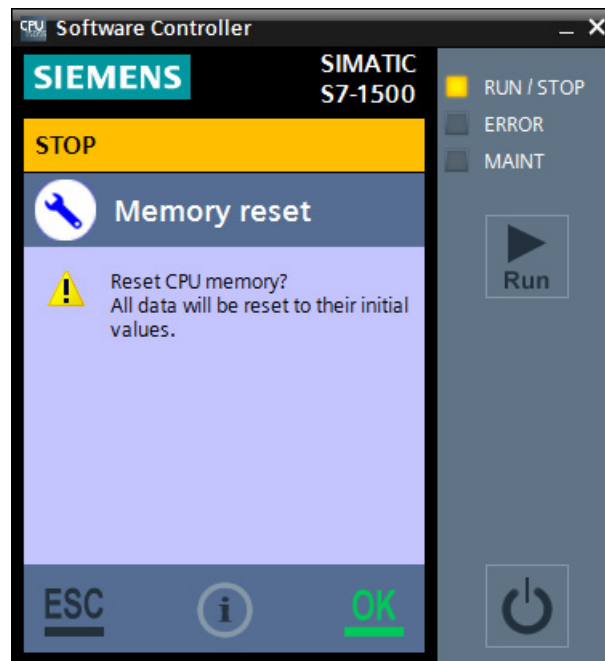 CPU
Software Controller
SIEMENS
SIMATIC
S7-1500
RUN / STOP
ERROR
MAINT
STOP
Memory reset
Reset CPU memory?
All data will be reset to their initial
values.
Run
ESC
i
OK